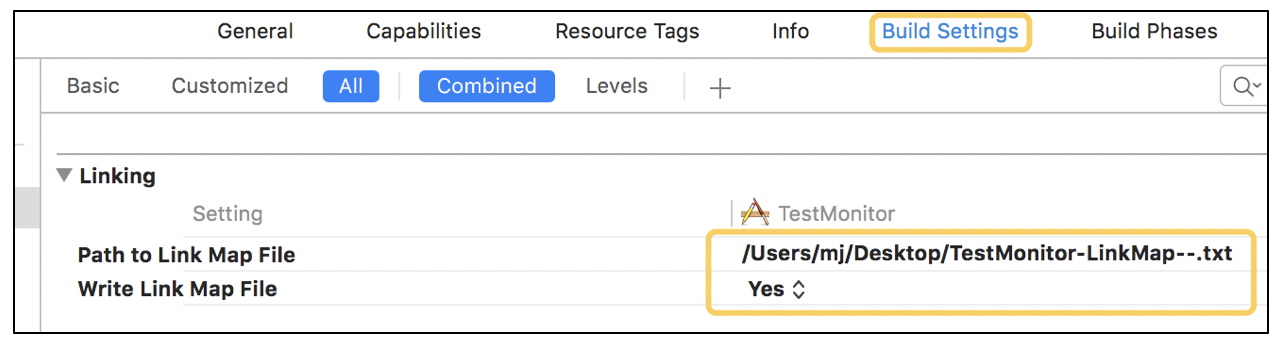 General Capabilities Resource Tags Info Build Settings Build Phases
Basic Customized All Combined Levels +
Linking
Setting TestMonitor
Path to Link Map File /Users/mj/Desktop/TestMonitor-LinkMap--.txt
Write Link Map File Yes